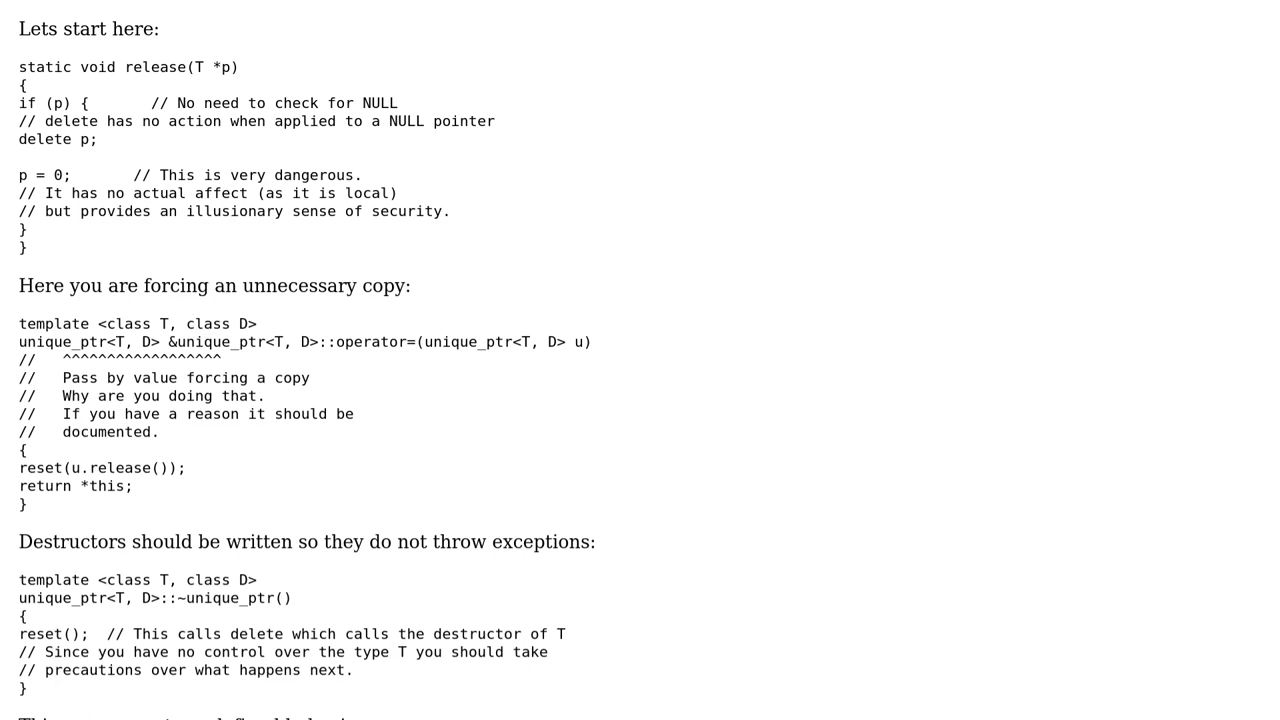 Lets start here:
static void release(T *p)
{
if (p) {       // No need to check for NULL
// delete has no action when applied to a NULL pointer
delete p;
p = 0;       // This is very dangerous.
// It has no actual affect (as it is local)
// but provides an illusionary sense of security.
}
}
Here you are forcing an unnecessary copy:
template <class T, class D>
unique_ptr<T, D> &unique_ptr<T, D>::operator=(unique_ptr<T, D> u)
//   ^^^^^^^^^^^^^^^^^^
//   Pass by value forcing a copy
//   Why are you doing that.
//   If you have a reason it should be
//   documented.
{
reset(u.release());
return *this;
}
Destructors should be written so they do not throw exceptions:
template <class T, class D>
unique_ptr<T, D>::~unique_ptr()
{
reset();  // This calls delete which calls the destructor of T
// Since you have no control over the type T you should take
// precautions over what happens next.
}